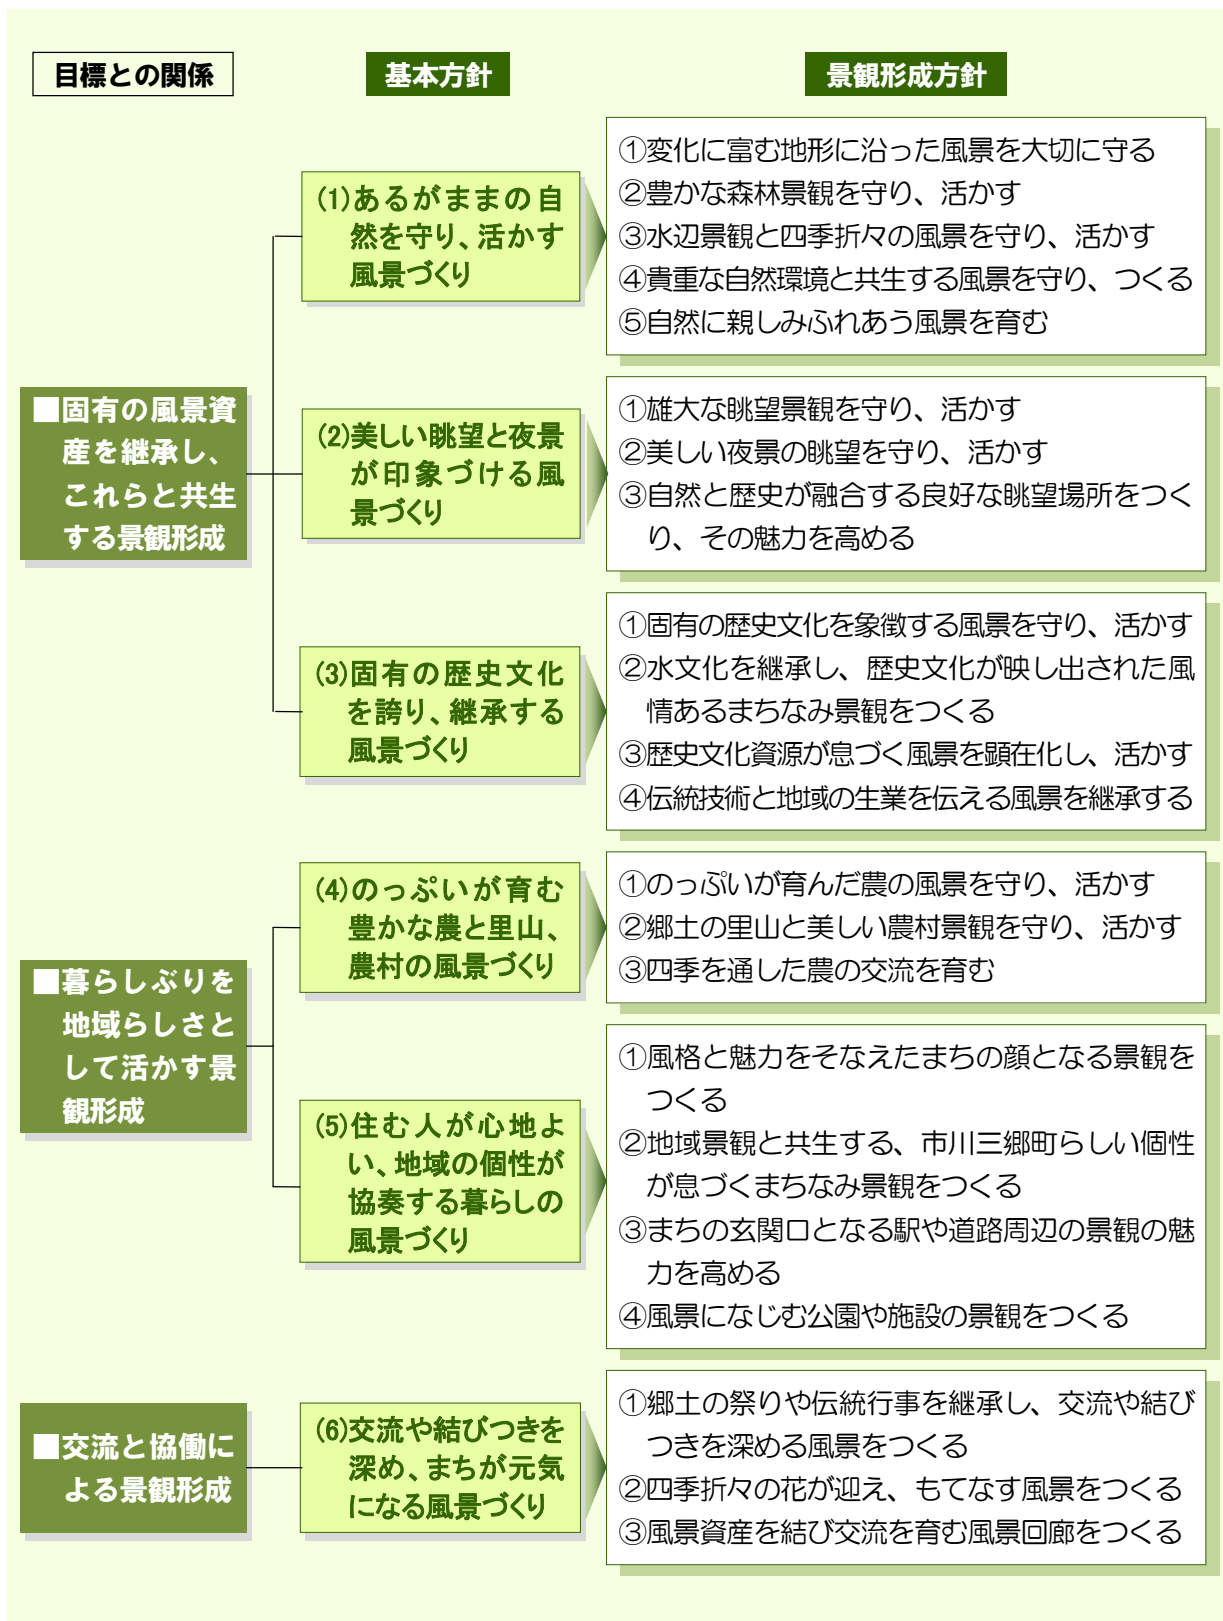 目標との関係
基本方針
景観形成方針
■固有の風景資
産を継承し、
これらと共生
する景観形成
(1)あるがままの自
然を守り、活かす
風景づくり
①変化に富む地形に沿った風景を大切に守る
②豊かな森林景観を守り、活かす
③水辺景観と四季折々の風景を守り、活かす
④貴重な自然環境と共生する風景を守り、つくる
⑤自然に親しみふれあう風景を育む
(2)美しい眺望と夜景
が印象づける風
景づくり
①雄大な眺望景観を守り、活かす
②美しい夜景の眺望を守り、活かす
③自然と歴史が融合する良好な眺望場所をつく
り、その魅力を高める
(3)固有の歴史文化
を誇り、継承する
風景づくり
①固有の歴史文化を象徴する風景を守り、活かす
②水文化を継承し、歴史文化が映し出された風
情あるまちなみ景観をつくる
③歴史文化資源が息づく風景を顕在化し、活かす
④伝統技術と地域の生業を伝える風景を継承する
■暮らしぶりを
地域らしさと
して活かす景
観形成
(4)のっぷいが育む
豊かな農と里山、
農村の風景づくり
①のっぷいが育んだ農の風景を守り、活かす
②郷土の里山と美しい農村景観を守り、活かす
③四季を通した農の交流を育む
(5)住む人が心地よ
い、地域の個性が
協奏する暮らしの
風景づくり
①風格と魅力をそなえたまちの顔となる景観を
つくる
②地域景観と共生する、市川三郷町らしい個性
が息づくまちなみ景観をつくる
③まちの玄関口となる駅や道路周辺の景観の魅
力を高める
④風景になじむ公園や施設の景観をつくる
■交流と協働に
よる景観形成
(6)交流や結びつきを
深め、まちが元気
になる風景づくり
①郷土の祭りや伝統行事を継承し、交流や結び
つきを深める風景をつくる
②四季折々の花が迎え、もてなす風景をつくる
③風景資産を結び交流を育む風景回廊をつくる